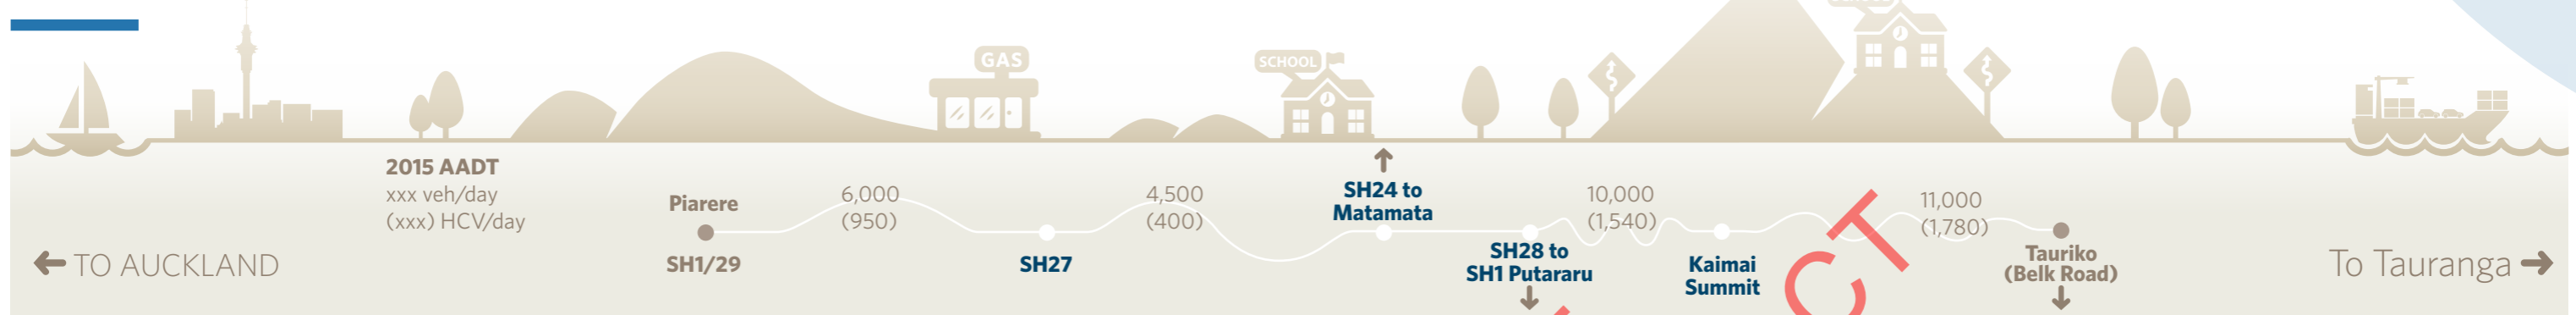 GAS
SCHOOL
2015 AADT
xxx veh/day
(xxx) HCV/day
Piarere
SH1/29
6,000
(950)
SH27
4,500
(400)
SH24 to
Matamata
SH28 to
SH1 Putararu
10,000
(1,540)
Kaimai
Summit
11,000
(1,780)
Tauriko
(Belk Road)
TO AUCKLAND
To Tauranga
CT